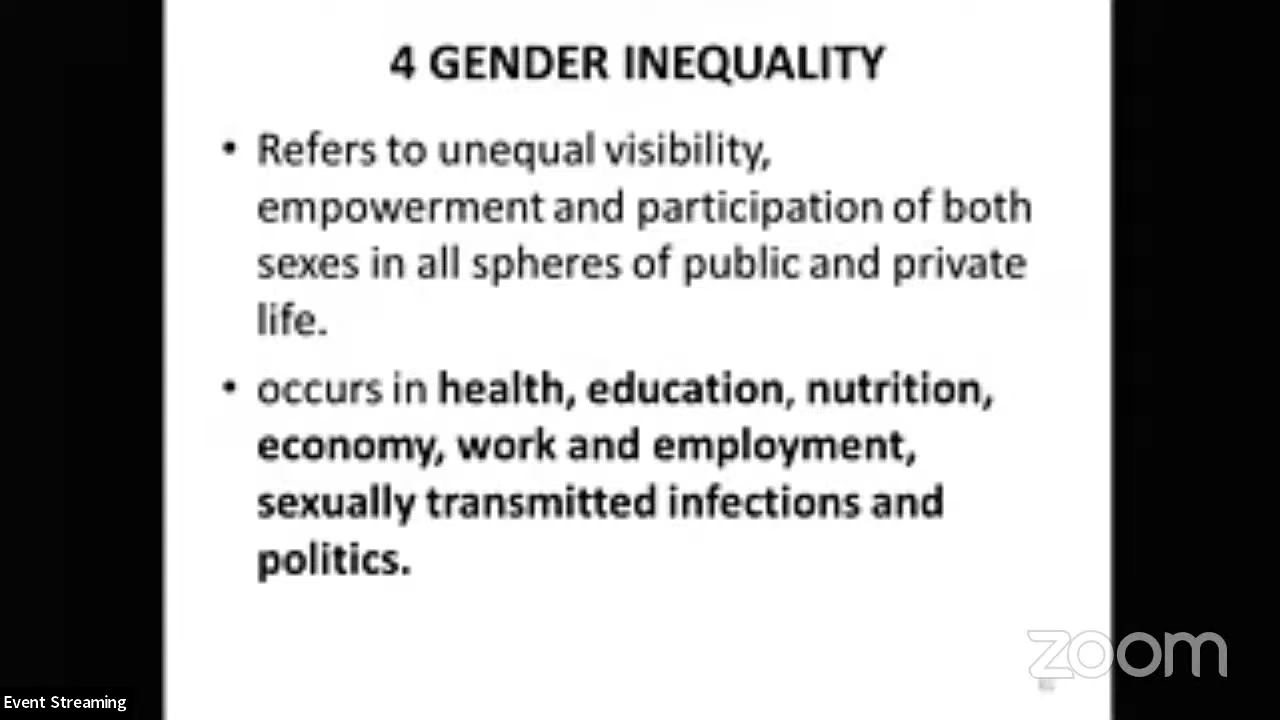 4 GENDER INEQUALITY
• Refers to unequal visibility,
empowerment and participation of both
sexes in all spheres of public and private
life.
• occurs in health, education, nutrition,
economy, work and employment,
sexually transmitted infections and
politics.
zoom
Event Streaming